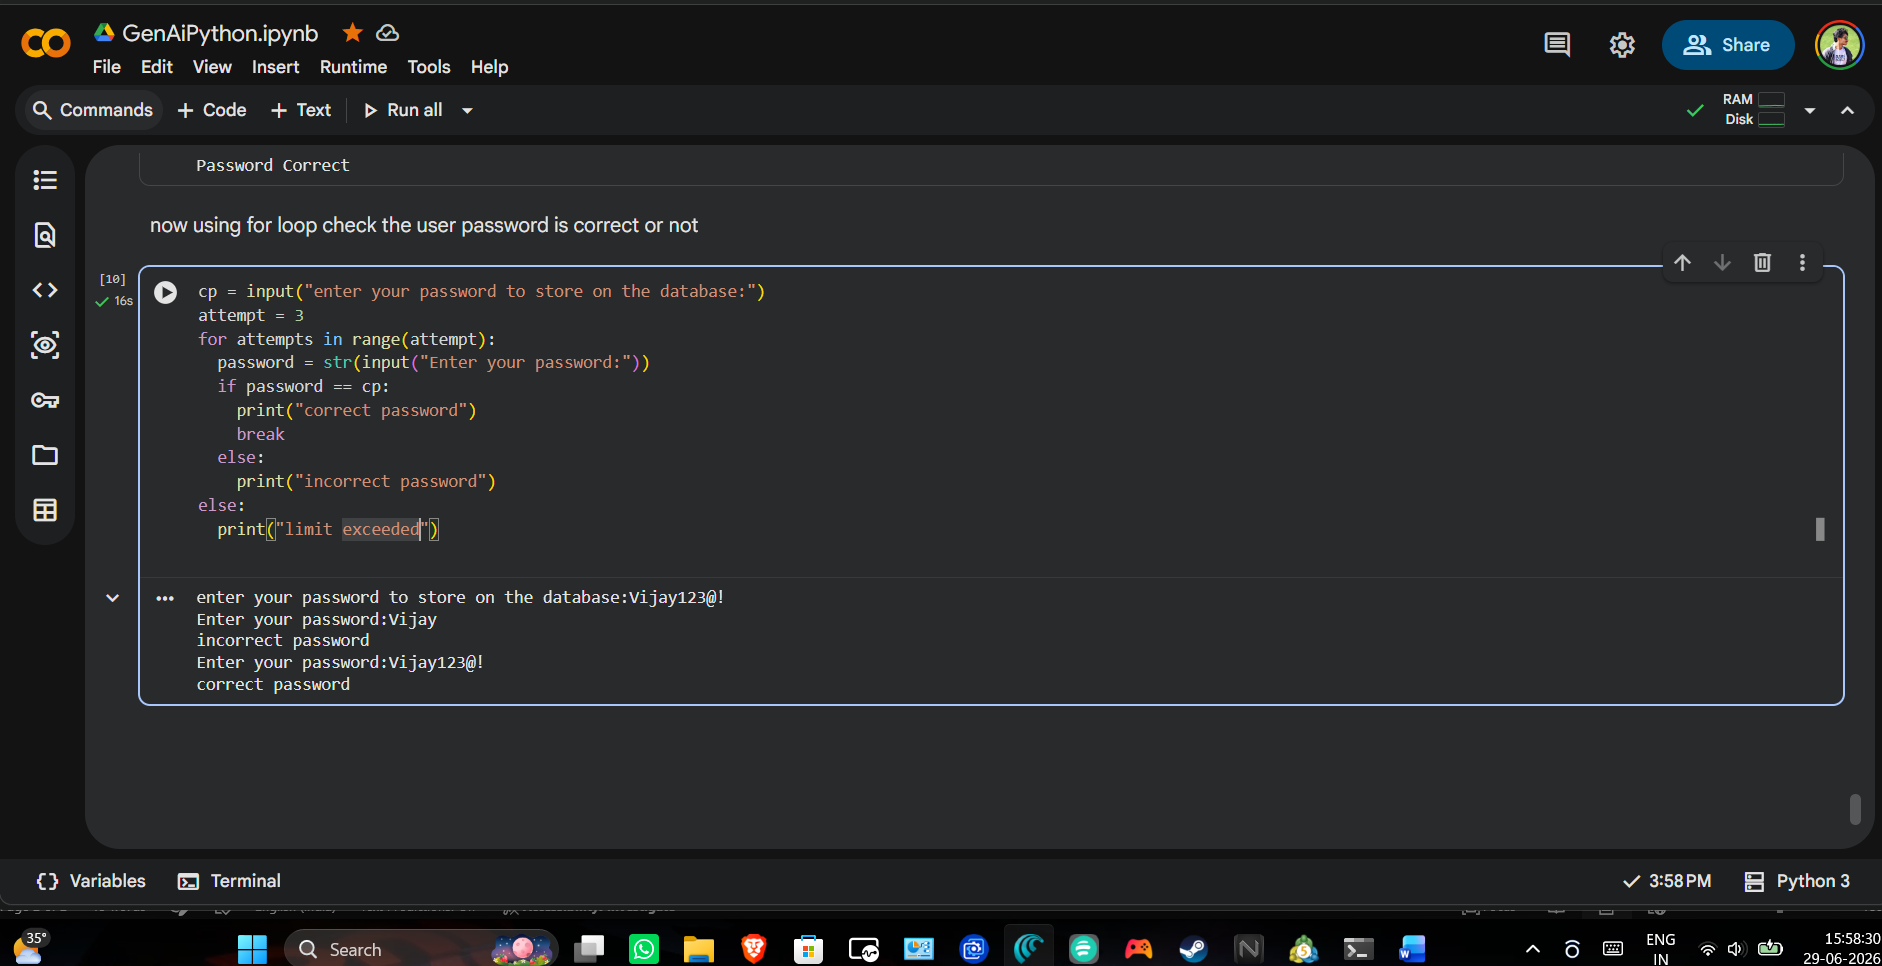 GenAiPython.ipynb
File Edit View Insert Runtime Tools Help
Share
Commands + Code + Text Run all
RAM
Disk
Password Correct
now using for loop check the user password is correct or not
[10]
16s
cp = input("enter your password to store on the database:")
attempt = 3
for attempts in range(attempt):
  password = str(input("Enter your password:"))
  if password == cp:
    print("correct password")
    break
  else:
    print("incorrect password")
else:
  print("limit exceeded")
enter your password to store on the database:Vijay123@!
Enter your password:Vijay
incorrect password
Enter your password:Vijay123@!
correct password
{} Variables Terminal
3:58 PM Python 3
35°
Search
ENG
IN
15:58:30
29-06-2026